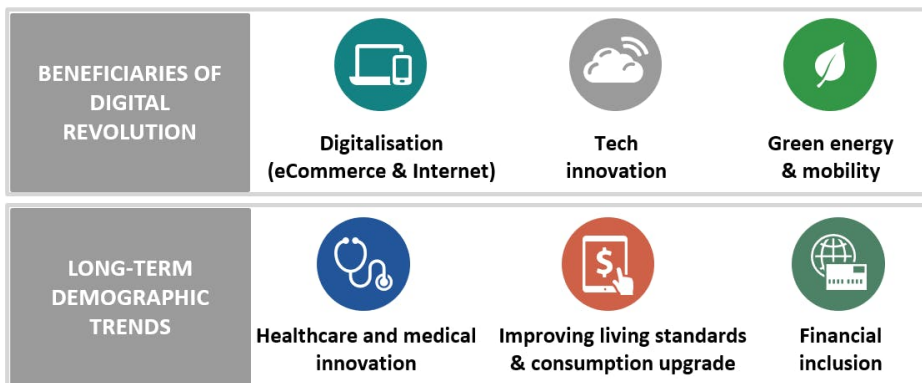 BENEFICIARIES OF
DIGITAL
REVOLUTION
Digitalisation
(eCommerce & Internet)
Tech
innovation
Green energy
& mobility
LONG-TERM
DEMOGRAPHIC
TRENDS
$
Healthcare and medical
innovation
Improving living standards
& consumption upgrade
Financial
inclusion